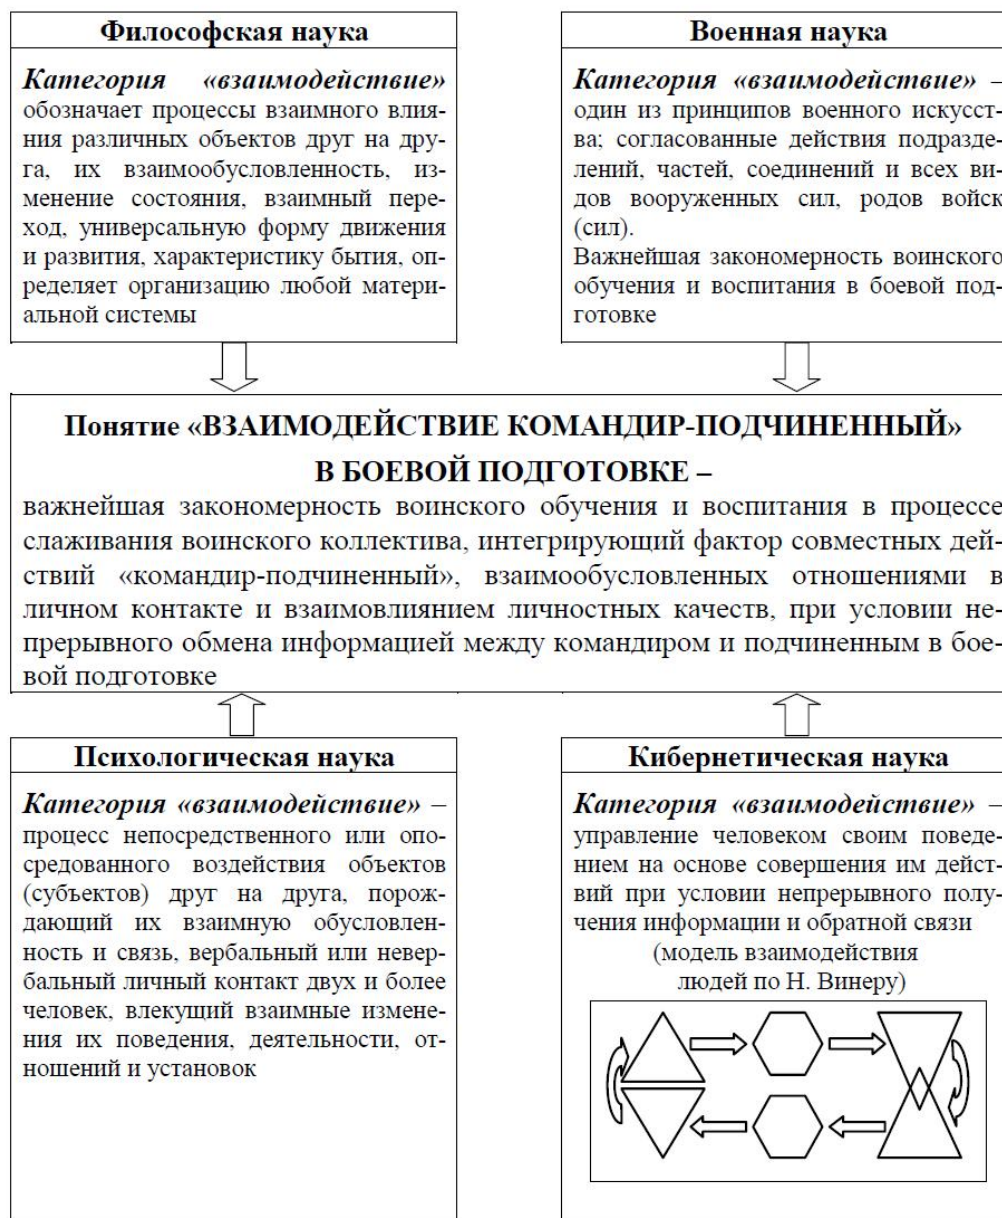 Философская наука
Категория «взаимодействие»
обозначает процессы взаимного влия-
ния различных объектов друг на дру-
га, их взаимообусловленность, из-
менение состояния, взаимный пере-
ход, универсальную форму движения
и развития, характеристику бытия, оп-
ределяет организацию любой матери-
альной системы
Военная наука
Категория «взаимодействие» –
один из принципов военного искусст-
ва; согласованные действия подразде-
лений, частей, соединений и всех ви-
дов вооруженных сил, родов войск
(сил).
Важнейшая закономерность воинского
обучения и воспитания в боевой под-
готовке
Понятие «ВЗАИМОДЕЙСТВИЕ КОМАНДИР-ПОДЧИНЕННЫЙ»
В БОЕВОЙ ПОДГОТОВКЕ –
важнейшая закономерность воинского обучения и воспитания в процессе
слаживания воинского коллектива, интегрирующий фактор совместных дей-
ствий «командир-подчиненный», взаимообусловленных отношениями в
личном контакте и взаимовлиянием личностных качеств, при условии не-
прерывного обмена информацией между командиром и подчиненным в бое-
вой подготовке
Психологическая наука
Категория «взаимодействие» –
процесс непосредственного или опо-
средованного воздействия объектов
(субъектов) друг на друга, порож-
дающий их взаимную обусловлен-
ность и связь, вербальный или невер-
бальный личный контакт двух и более
человек, влекущий взаимные измене-
ния их поведения, деятельности, от-
ношений и установок
Кибернетическая наука
Категория «взаимодействие» –
управление человеком своим поведе-
нием на основе совершения им дейст-
вий при условии непрерывного полу-
чения информации и обратной связи
(модель взаимодействия
людей по Н. Винеру)